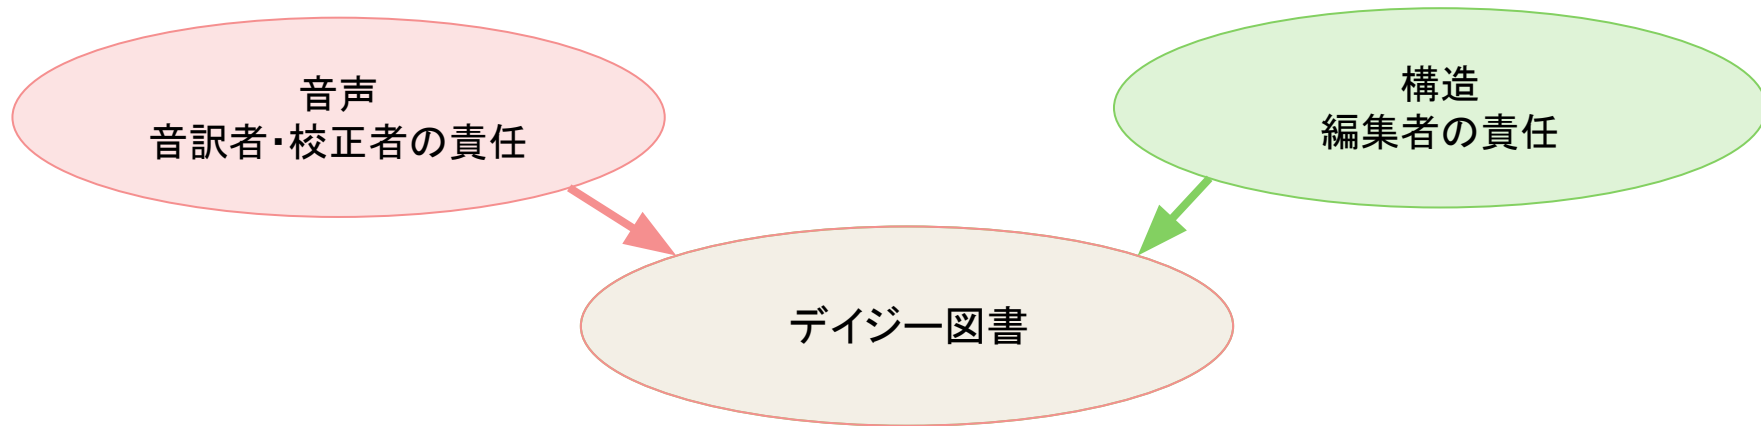 音声
音訳者・校正者の責任
構造
編集者の責任
デイジー図書